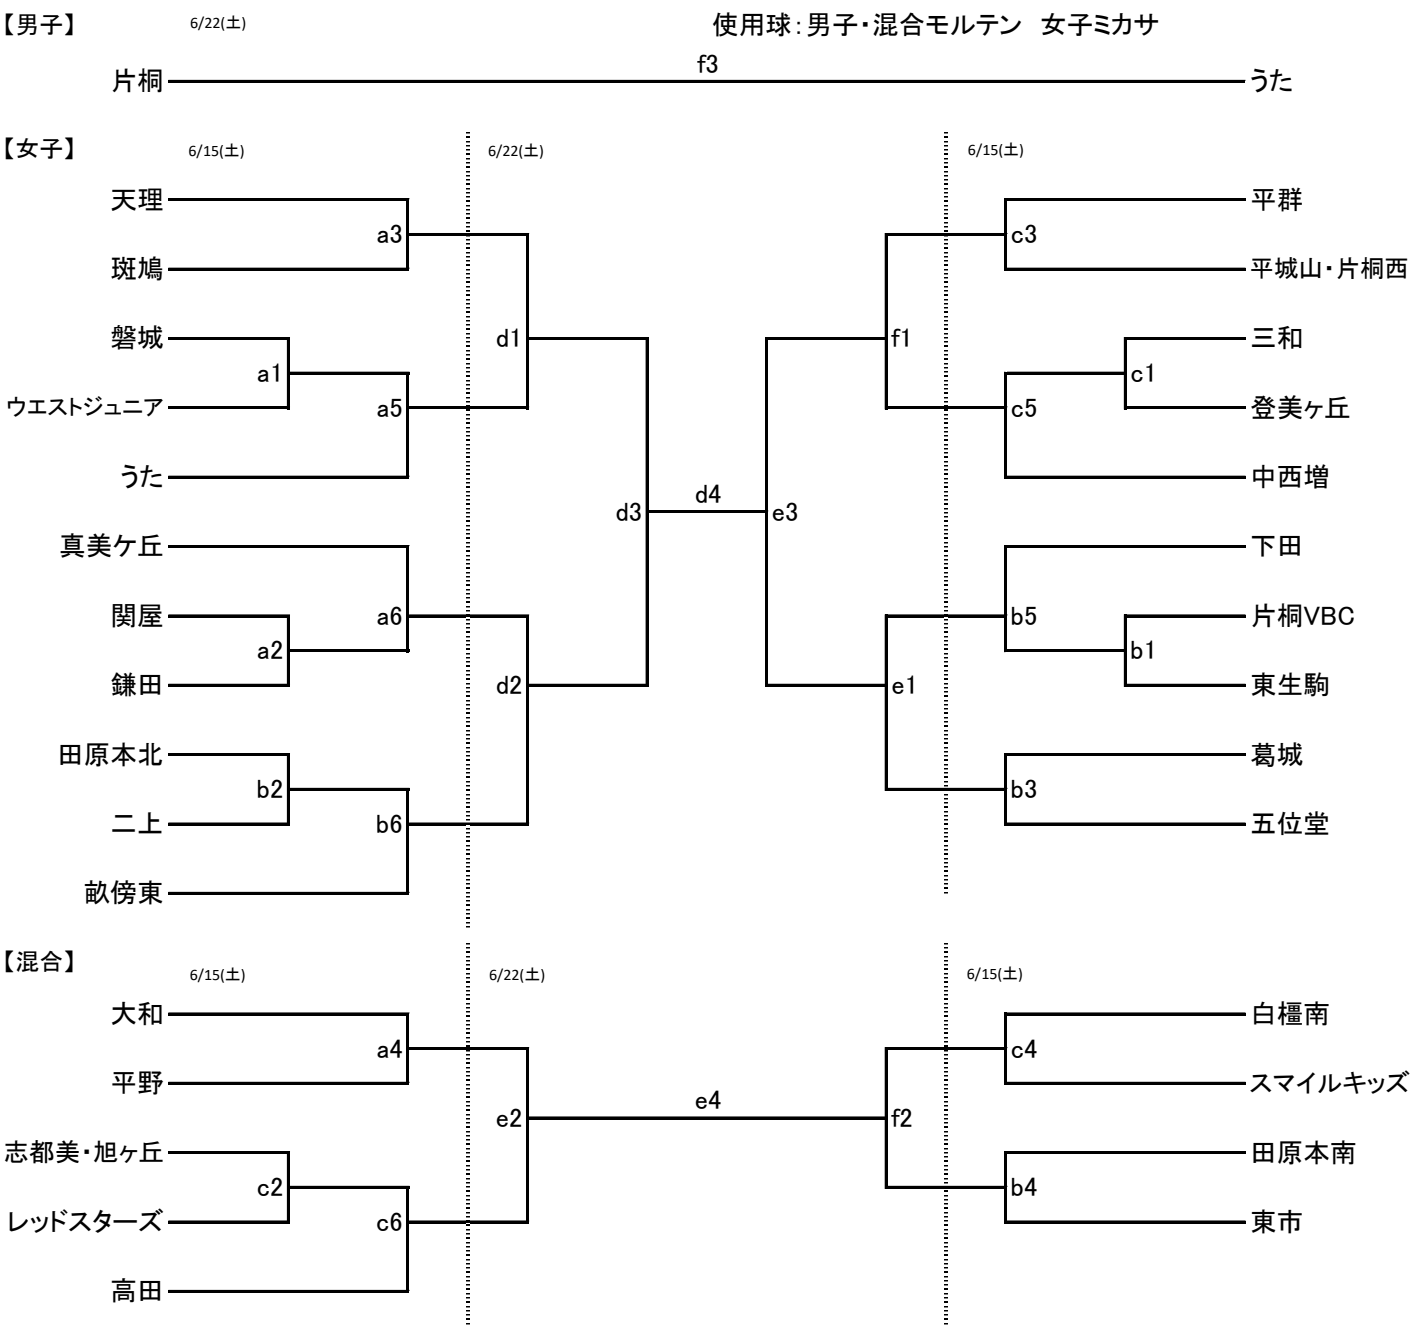 【男子】 6/22(土) 使用球：男子・混合モルテン 女子ミカサ
f3
片桐 うた
【女子】 6/15(土) 6/22(土) 6/15(土)
天理 平群
a3 c3
斑鳩 平城山・片桐西
磐城 d1 f1 三和
a1 c1
ウエストジュニア a5 c5 登美ヶ丘
うた 中西増
d4
d3 e3
真美ケ丘 下田
関屋 a6 b5 片桐VBC
a2 b1
鎌田 d2 e1 東生駒
田原本北 葛城
b2 b3
二上 b6 五位堂
畝傍東
【混合】
6/15(土) 6/22(土) 6/15(土)
大和 白橿南
a4 c4
平野 スマイルキッズ
e4
e2 f2
志都美・旭ヶ丘 田原本南
c2 b4
レッドスターズ c6 東市
高田